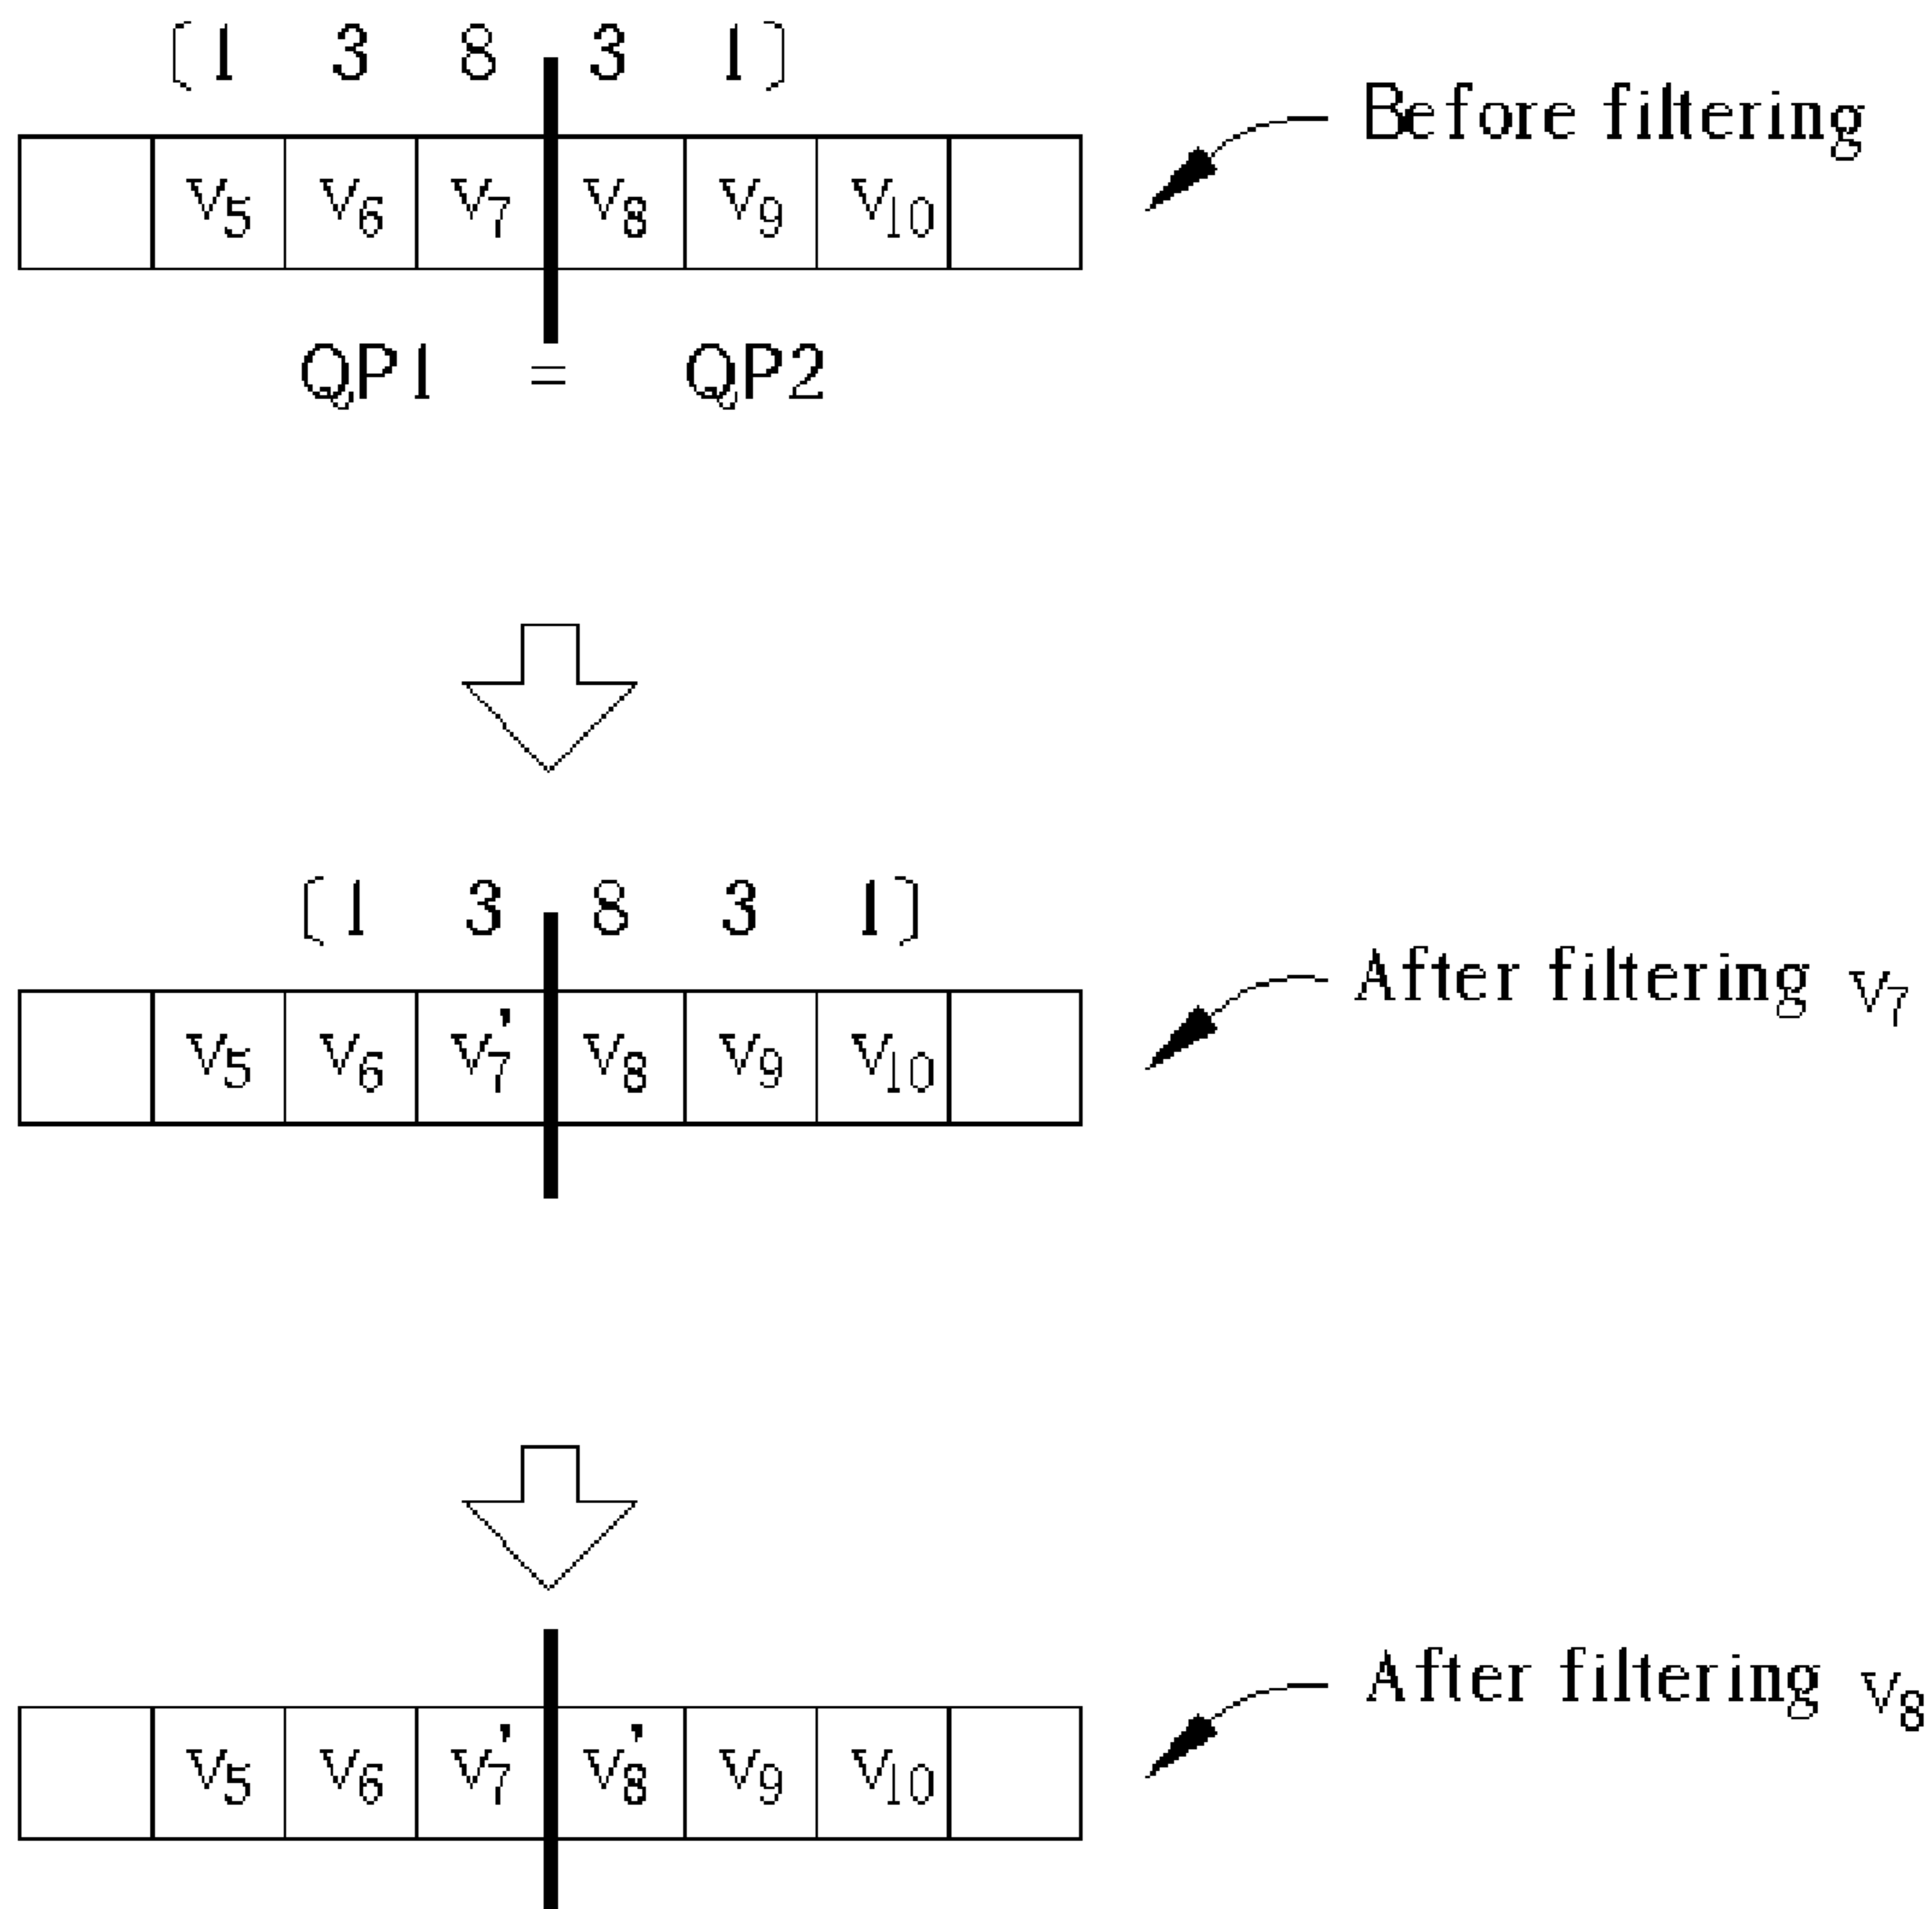 (1 3 8 3 1)
Before filtering
V5 V6 V7 V8 V9 V10
QP1 = QP2
(1 3 8 3 1)
After filtering V7
V5 V6 V7' V8 V9 V10
After filtering V8
V5 V6 V7' V8' V9 V10